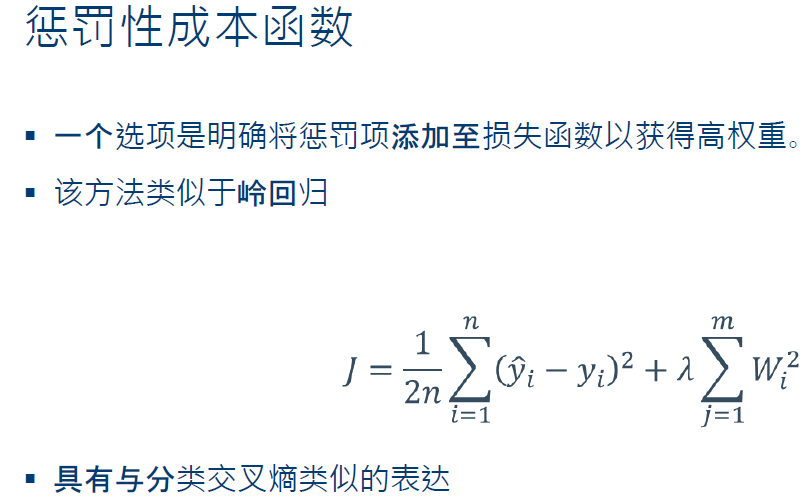 惩罚性成本函数
▪ 一个选项是明确将惩罚项添加至损失函数以获得高权重。
▪ 该方法类似于岭回归
J = \frac{1}{2n} \sum_{i=1}^{n} (\hat{y}_i - y_i)^2 + \lambda \sum_{j=1}^{m} W_i^2
▪ 具有与分类交叉熵类似的表达